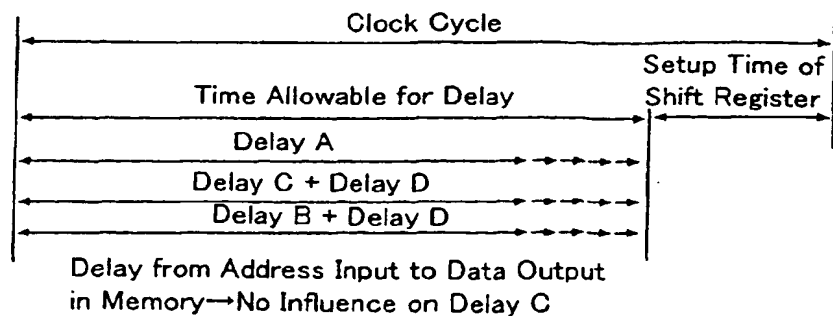 Clock Cycle
Setup Time of
Shift Register
Time Allowable for Delay
Delay A
Delay C + Delay D
Delay B + Delay D
Delay from Address Input to Data Output
in Memory→No Influence on Delay C